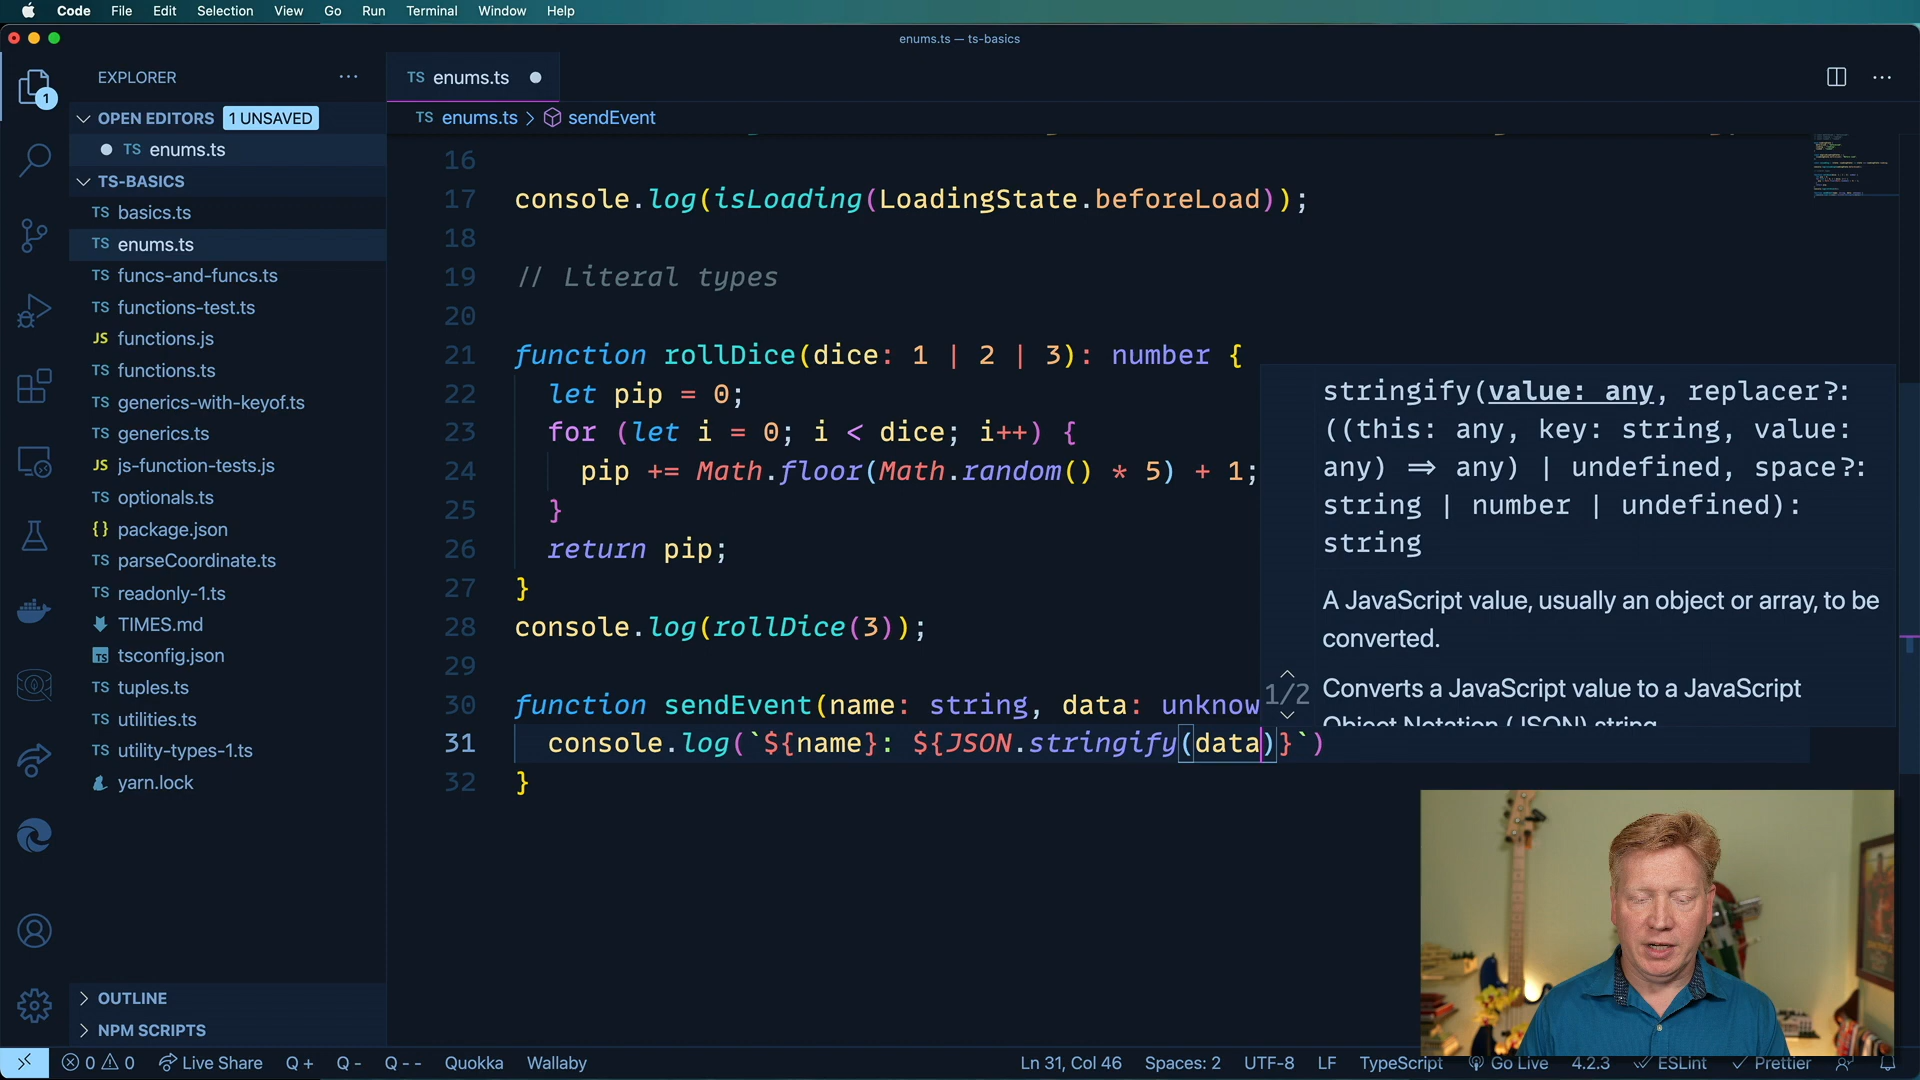 Code File Edit Selection View Go Run Terminal Window Help
enums.ts — ts-basics
EXPLORER
TS enums.ts
OPEN EDITORS 1 UNSAVED
TS enums.ts > sendEvent
TS enums.ts
TS-BASICS
TS basics.ts
TS enums.ts
TS funcs-and-funcs.ts
TS functions-test.ts
JS functions.js
TS functions.ts
TS generics-with-keyof.ts
TS generics.ts
JS js-function-tests.js
TS optionals.ts
{} package.json
TS parseCoordinate.ts
TS readonly-1.ts
TIMES.md
TS tsconfig.json
TS tuples.ts
TS utilities.ts
TS utility-types-1.ts
yarn.lock
OUTLINE
NPM SCRIPTS
1
16
17 console.log(isLoading(LoadingState.beforeLoad));
18
19 // Literal types
20
21 function rollDice(dice: 1 | 2 | 3): number {
22 let pip = 0;
23 for (let i = 0; i < dice; i++) {
24 pip += Math.floor(Math.random() * 5) + 1;
25 }
26 return pip;
27 }
28 console.log(rollDice(3));
29
30 function sendEvent(name: string, data: unknow
31 console.log(`${name}: ${JSON.stringify(data)}`)
32 }
stringify(value: any, replacer?:
((this: any, key: string, value:
any) => any) | undefined, space?:
string | number | undefined):
string
A JavaScript value, usually an object or array, to be
converted.
1/2
Converts a JavaScript value to a JavaScript
Object Notation (JSON) string
0 0 Live Share Q + Q - Q - - Quokka Wallaby Ln 31, Col 46 Spaces: 2 UTF-8 LF TypeScript Go Live 4.2.3 ESLint Prettier